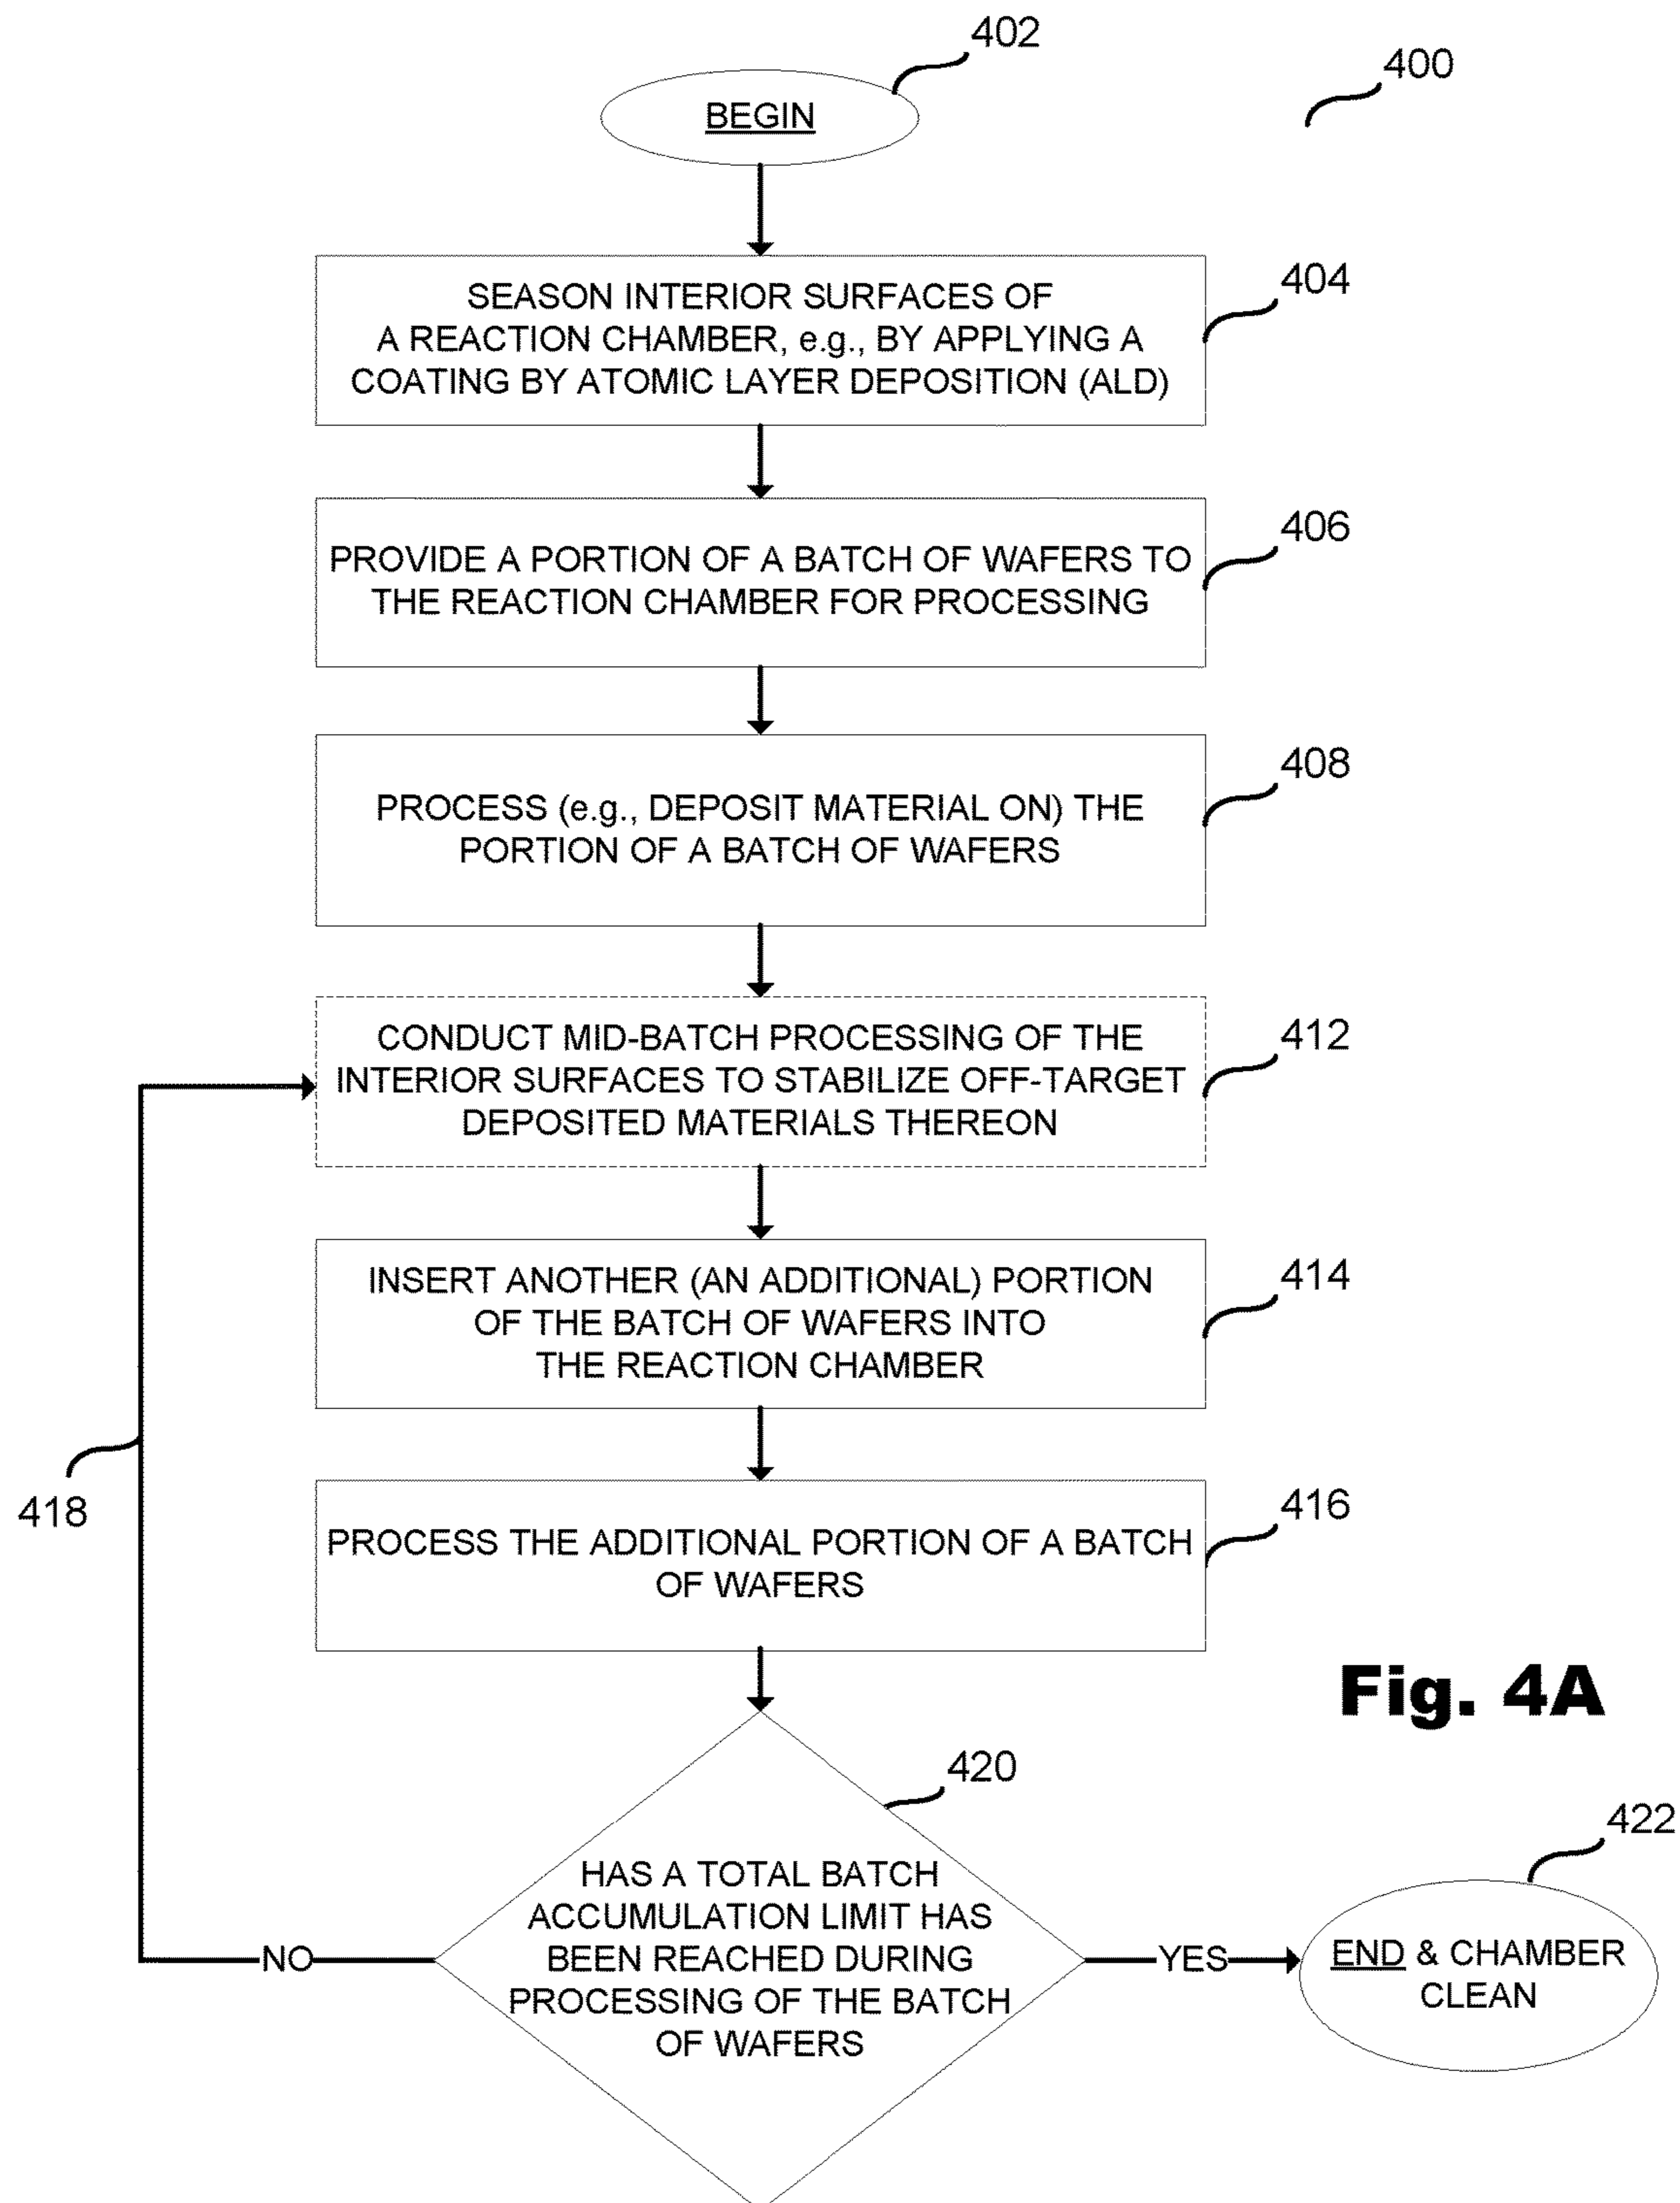 402
400
BEGIN
404
SEASON INTERIOR SURFACES OF
A REACTION CHAMBER, e.g., BY APPLYING A
COATING BY ATOMIC LAYER DEPOSITION (ALD)
406
PROVIDE A PORTION OF A BATCH OF WAFERS TO
THE REACTION CHAMBER FOR PROCESSING
408
PROCESS (e.g., DEPOSIT MATERIAL ON) THE
PORTION OF A BATCH OF WAFERS
412
CONDUCT MID-BATCH PROCESSING OF THE
INTERIOR SURFACES TO STABILIZE OFF-TARGET
DEPOSITED MATERIALS THEREON
414
INSERT ANOTHER (AN ADDITIONAL) PORTION
OF THE BATCH OF WAFERS INTO
THE REACTION CHAMBER
418
416
PROCESS THE ADDITIONAL PORTION OF A BATCH
OF WAFERS
Fig. 4A
420
422
HAS A TOTAL BATCH
ACCUMULATION LIMIT HAS
BEEN REACHED DURING
PROCESSING OF THE BATCH
OF WAFERS
NO
YES
END & CHAMBER
CLEAN